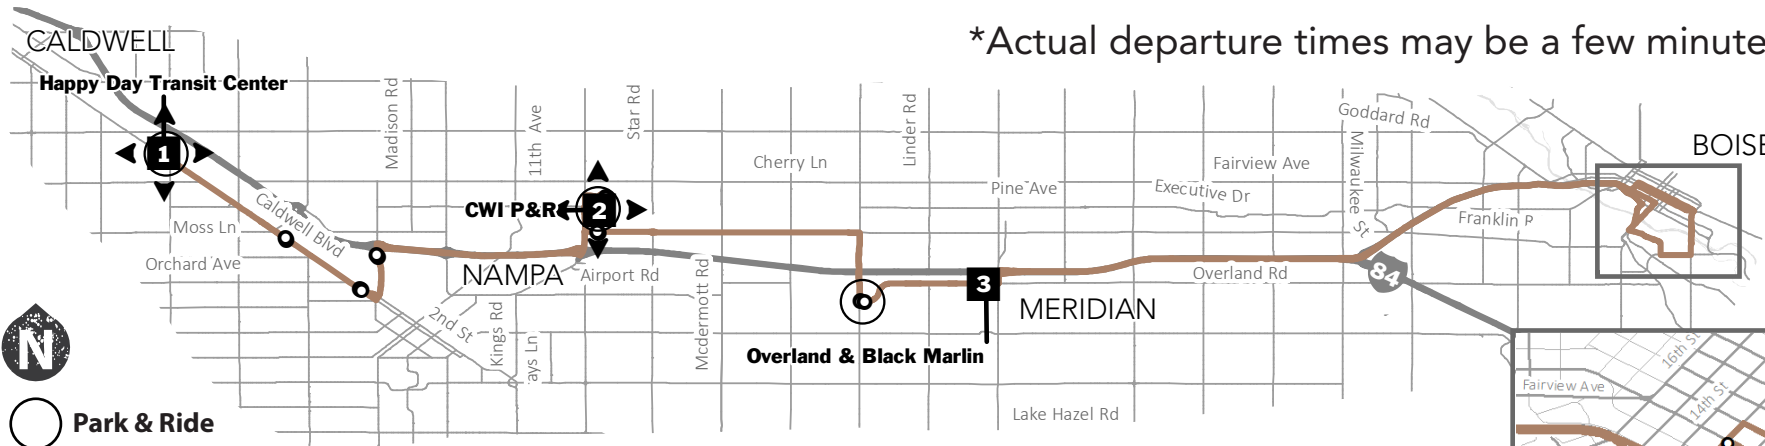 *Actual departure times may be a few minute
CALDWELL
Happy Day Transit Center
1
Madison Rd
11th Ave
Star Rd
Linder Rd
Goddard Rd
BOISE
Cherry Ln
Fairview Ave
Milwaukee St
Pine Ave
Executive Dr
CWI P&R
2
Caldwell Blvd
Moss Ln
Franklin
Orchard Ave
NAMPA
Airport Rd
Mcdermott Rd
3
Overland Rd
84
MERIDIAN
2nd St
Kings Rd
ays Ln
Overland & Black Marlin
N
Park & Ride
Lake Hazel Rd
16th St
Fairview Ave
14th St